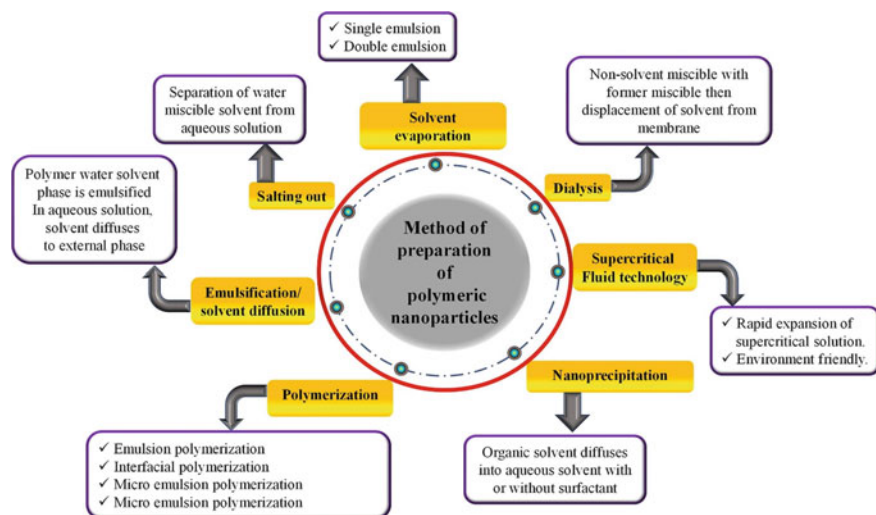 ✓ Single emulsion
✓ Double emulsion
Solvent
evaporation
Separation of water
miscible solvent from
aqueous solution
Salting out
Non-solvent miscible with
former miscible then
displacement of solvent from
membrane
Dialysis
Polymer water solvent
phase is emulsified
In aqueous solution,
solvent diffuses
to external phase
Emulsification/
solvent diffusion
Method of
preparation
of
polymeric
nanoparticles
Supercritical
Fluid technology
✓ Rapid expansion of
supercritical solution.
✓ Environment friendly.
Polymerization
✓ Emulsion polymerization
✓ Interfacial polymerization
✓ Micro emulsion polymerization
✓ Micro emulsion polymerization
Nanoprecipitation
Organic solvent diffuses
into aqueous solvent with
or without surfactant